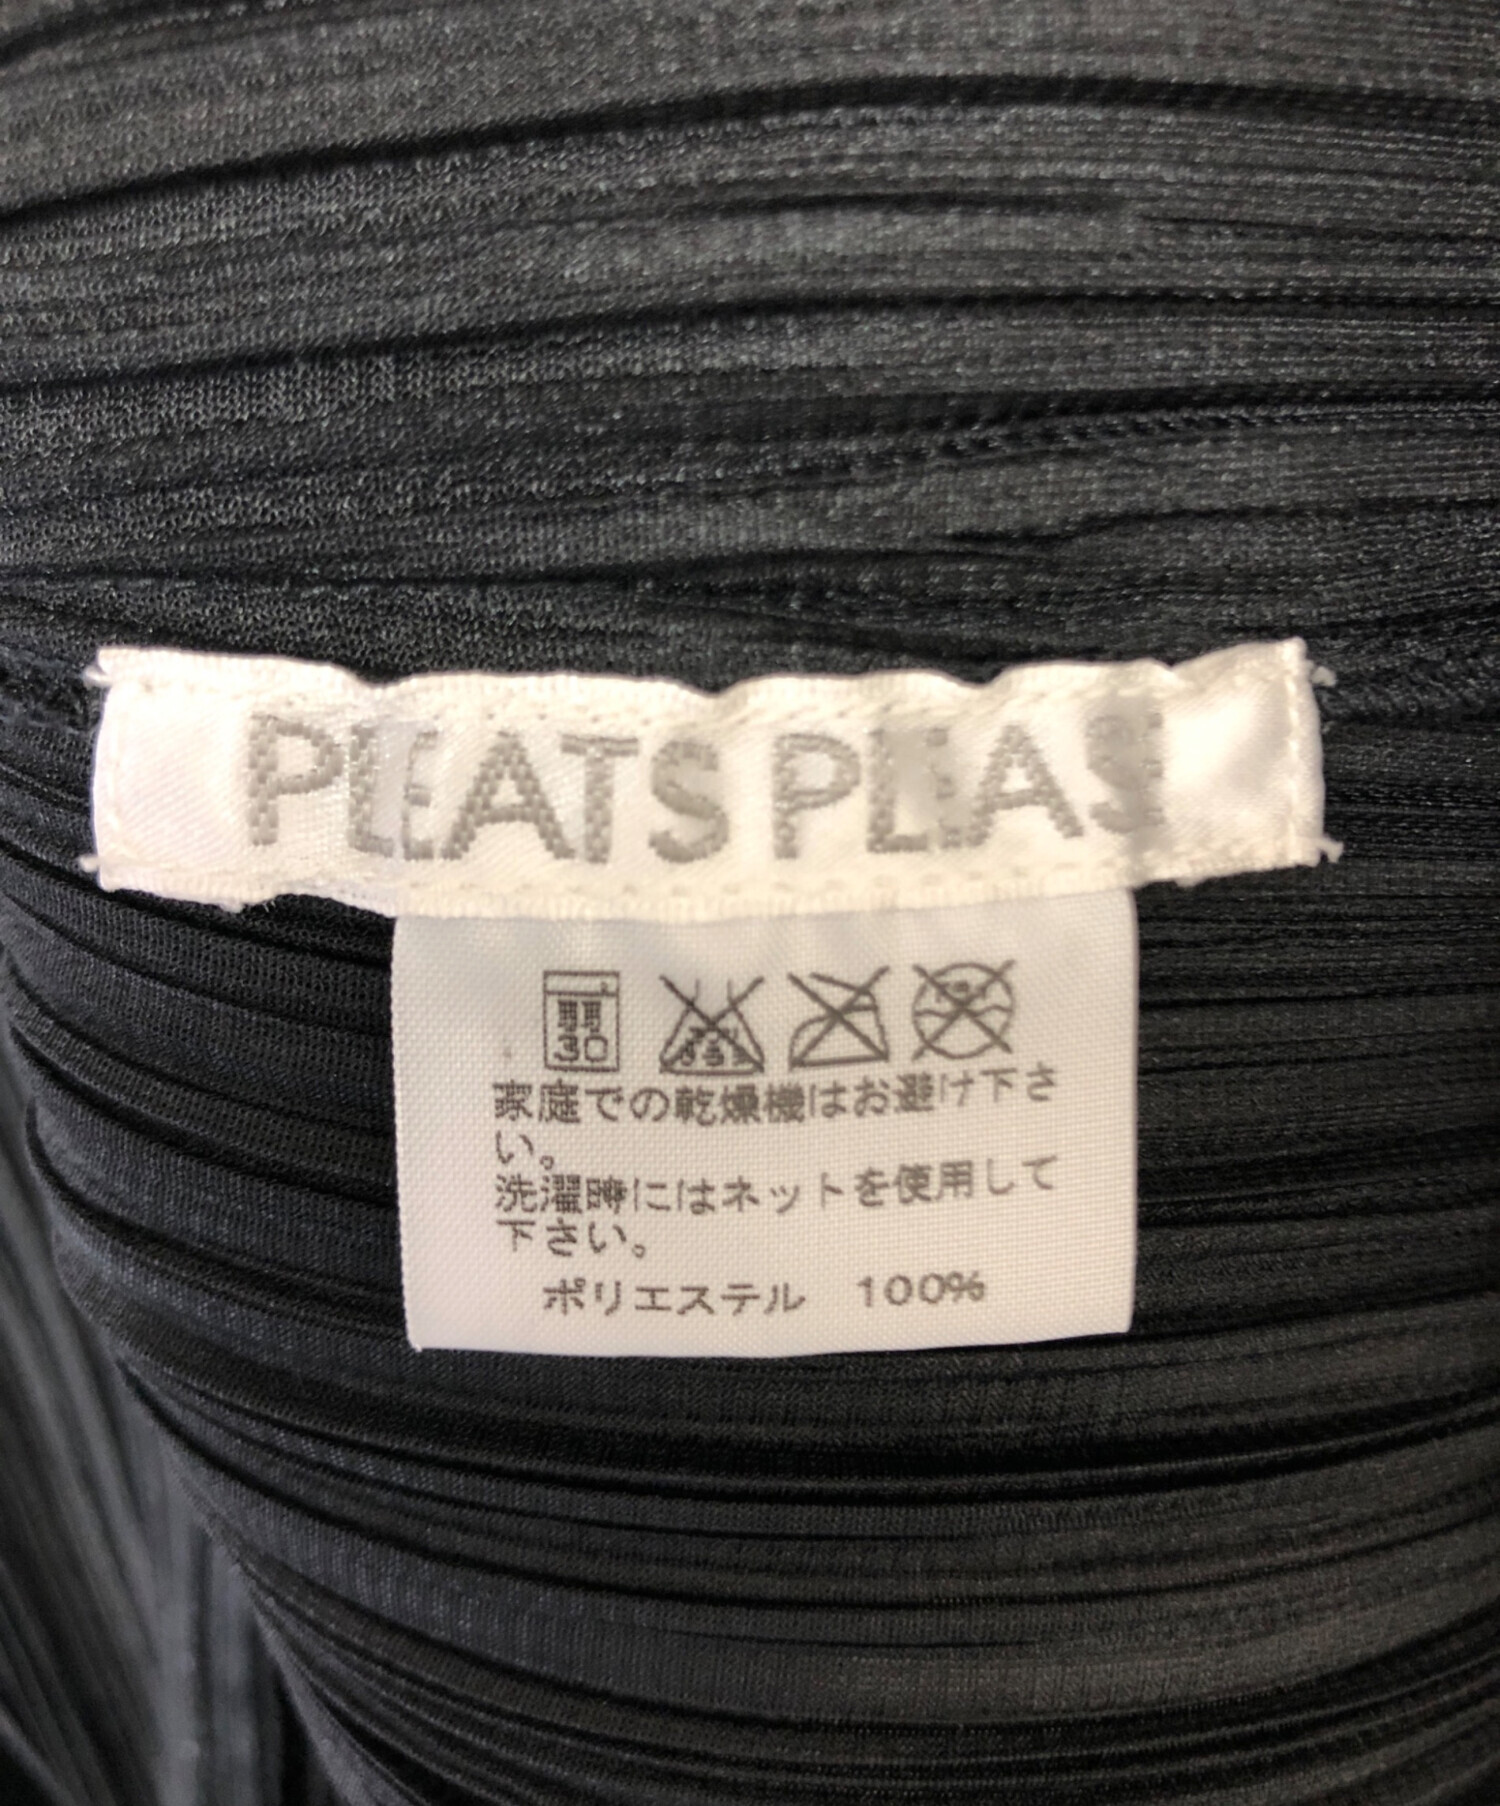 PLEATS PLEAS
弱
30
家庭での乾燥機はお避け下さ
い。
洗濯時にはネットを使用して
下さい。
ポリエステル 100%